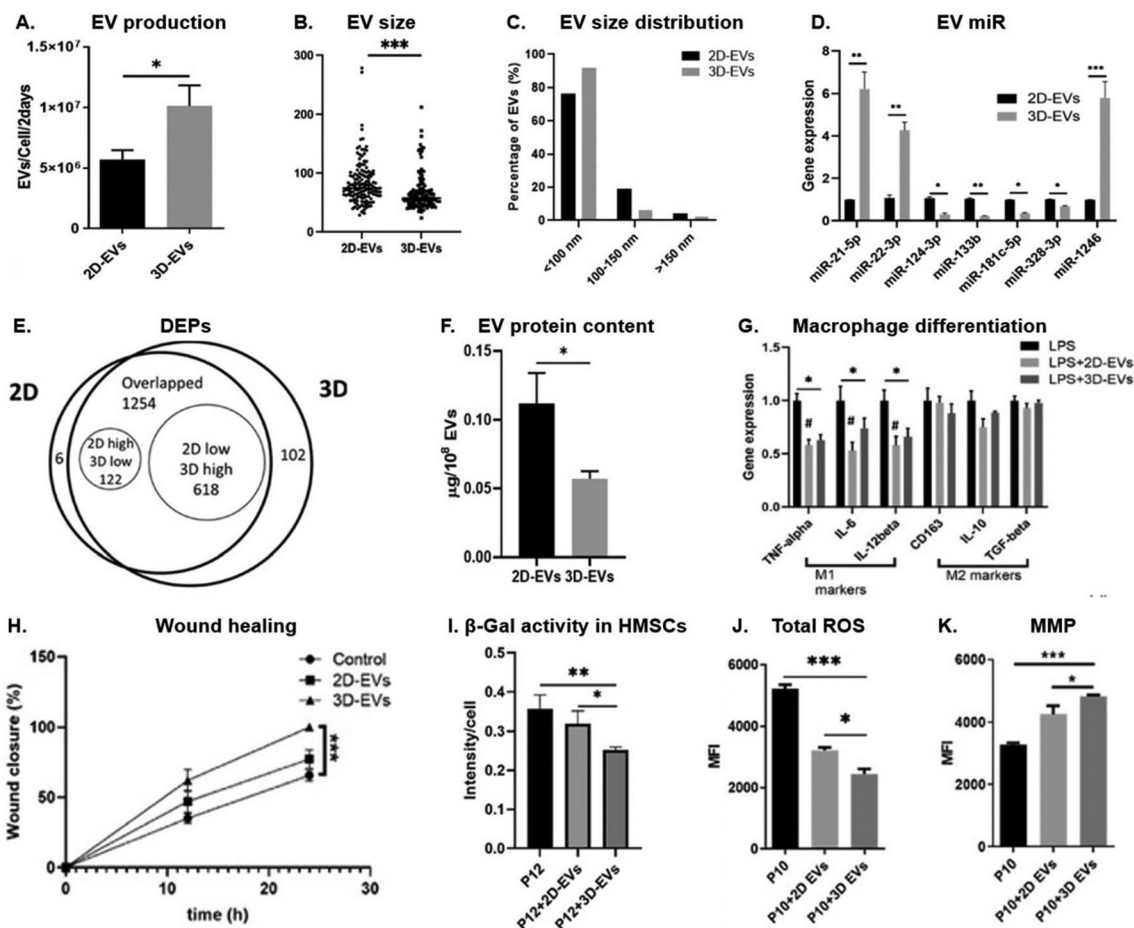 A. EV production
1.5×10⁷
1×10⁷
5×10⁶
0
EVs/Cell/2days
*
2D-EVs
3D-EVs
B. EV size
***
300
200
100
0
2D-EVs 3D-EVs
C. EV size distribution
2D-EVs
3D-EVs
100
80
60
40
20
0
Percentage of EVs (%)
<100 nm
100-150 nm
>150 nm
D. EV miR
8
6
4
2
0
Gene expression
** ** * ** * * ***
2D-EVs
3D-EVs
miR-21-5p
miR-22-3p
miR-124-3p
miR-133b
miR-181c-5p
miR-328-3p
miR-1246
E. DEPs
2D
3D
Overlapped
1254
2D high
3D low
122
2D low
3D high
618
6
102
F. EV protein content
*
0.15
0.10
0.05
0.00
µg/10⁸ EVs
2D-EVs 3D-EVs
G. Macrophage differentiation
LPS
LPS+2D-EVs
LPS+3D-EVs
1.5
1.0
0.5
0.0
Gene expression
* * *
# # #
TNF-alpha
IL-6
IL-12beta
CD163
IL-10
TGF-beta
M1
markers
M2 markers
H. Wound healing
150
100
50
0
Wound closure (%)
Control
2D-EVs
3D-EVs
***
0 10 20 30
time (h)
I. β-Gal activity in HMSCs
**
*
0.5
0.4
0.3
0.2
0.1
0.0
Intensity/cell
P12
P12+2D-EVs
P12+3D-EVs
J. Total ROS
***
*
6000
4000
2000
0
MFI
P10
P10+2D EVs
P10+3D EVs
K. MMP
***
*
6000
4000
2000
0
MFI
P10
P10+2D EVs
P10+3D EVs